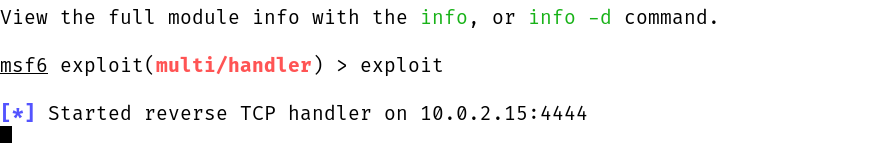 View the full module info with the info, or info -d command.
msf6 exploit(multi/handler) > exploit
[*] Started reverse TCP handler on 10.0.2.15:4444